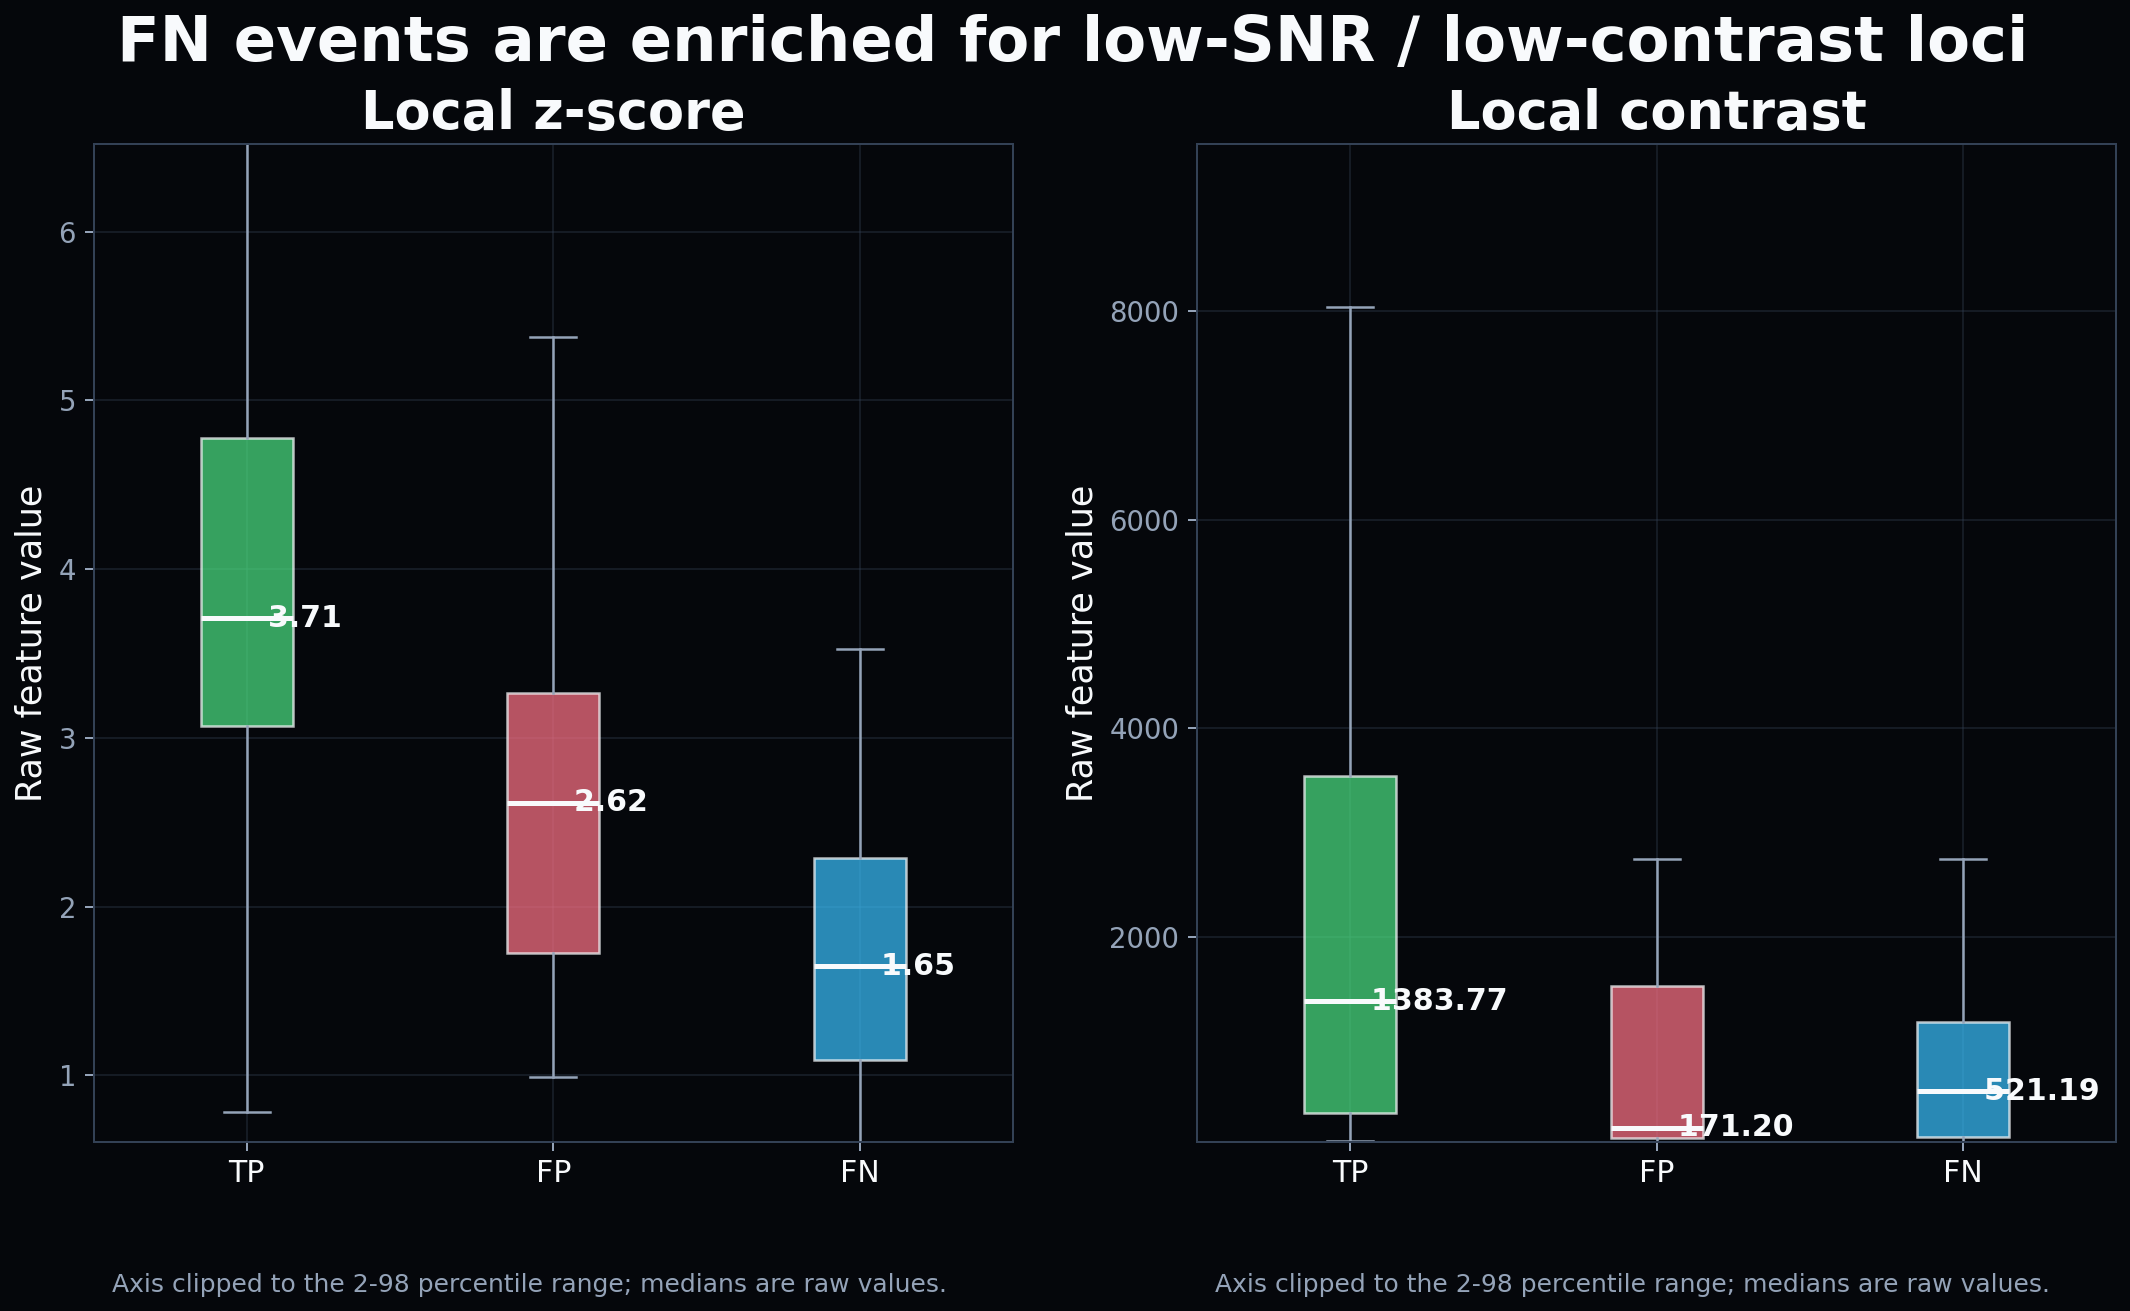 FN events are enriched for low-SNR / low-contrast loci
Local z-score
Raw feature value
6
5
4
3
2
1
3.71
2.62
1.65
TP
FP
FN
Axis clipped to the 2-98 percentile range; medians are raw values.
Local contrast
Raw feature value
8000
6000
4000
2000
1383.77
171.20
521.19
TP
FP
FN
Axis clipped to the 2-98 percentile range; medians are raw values.